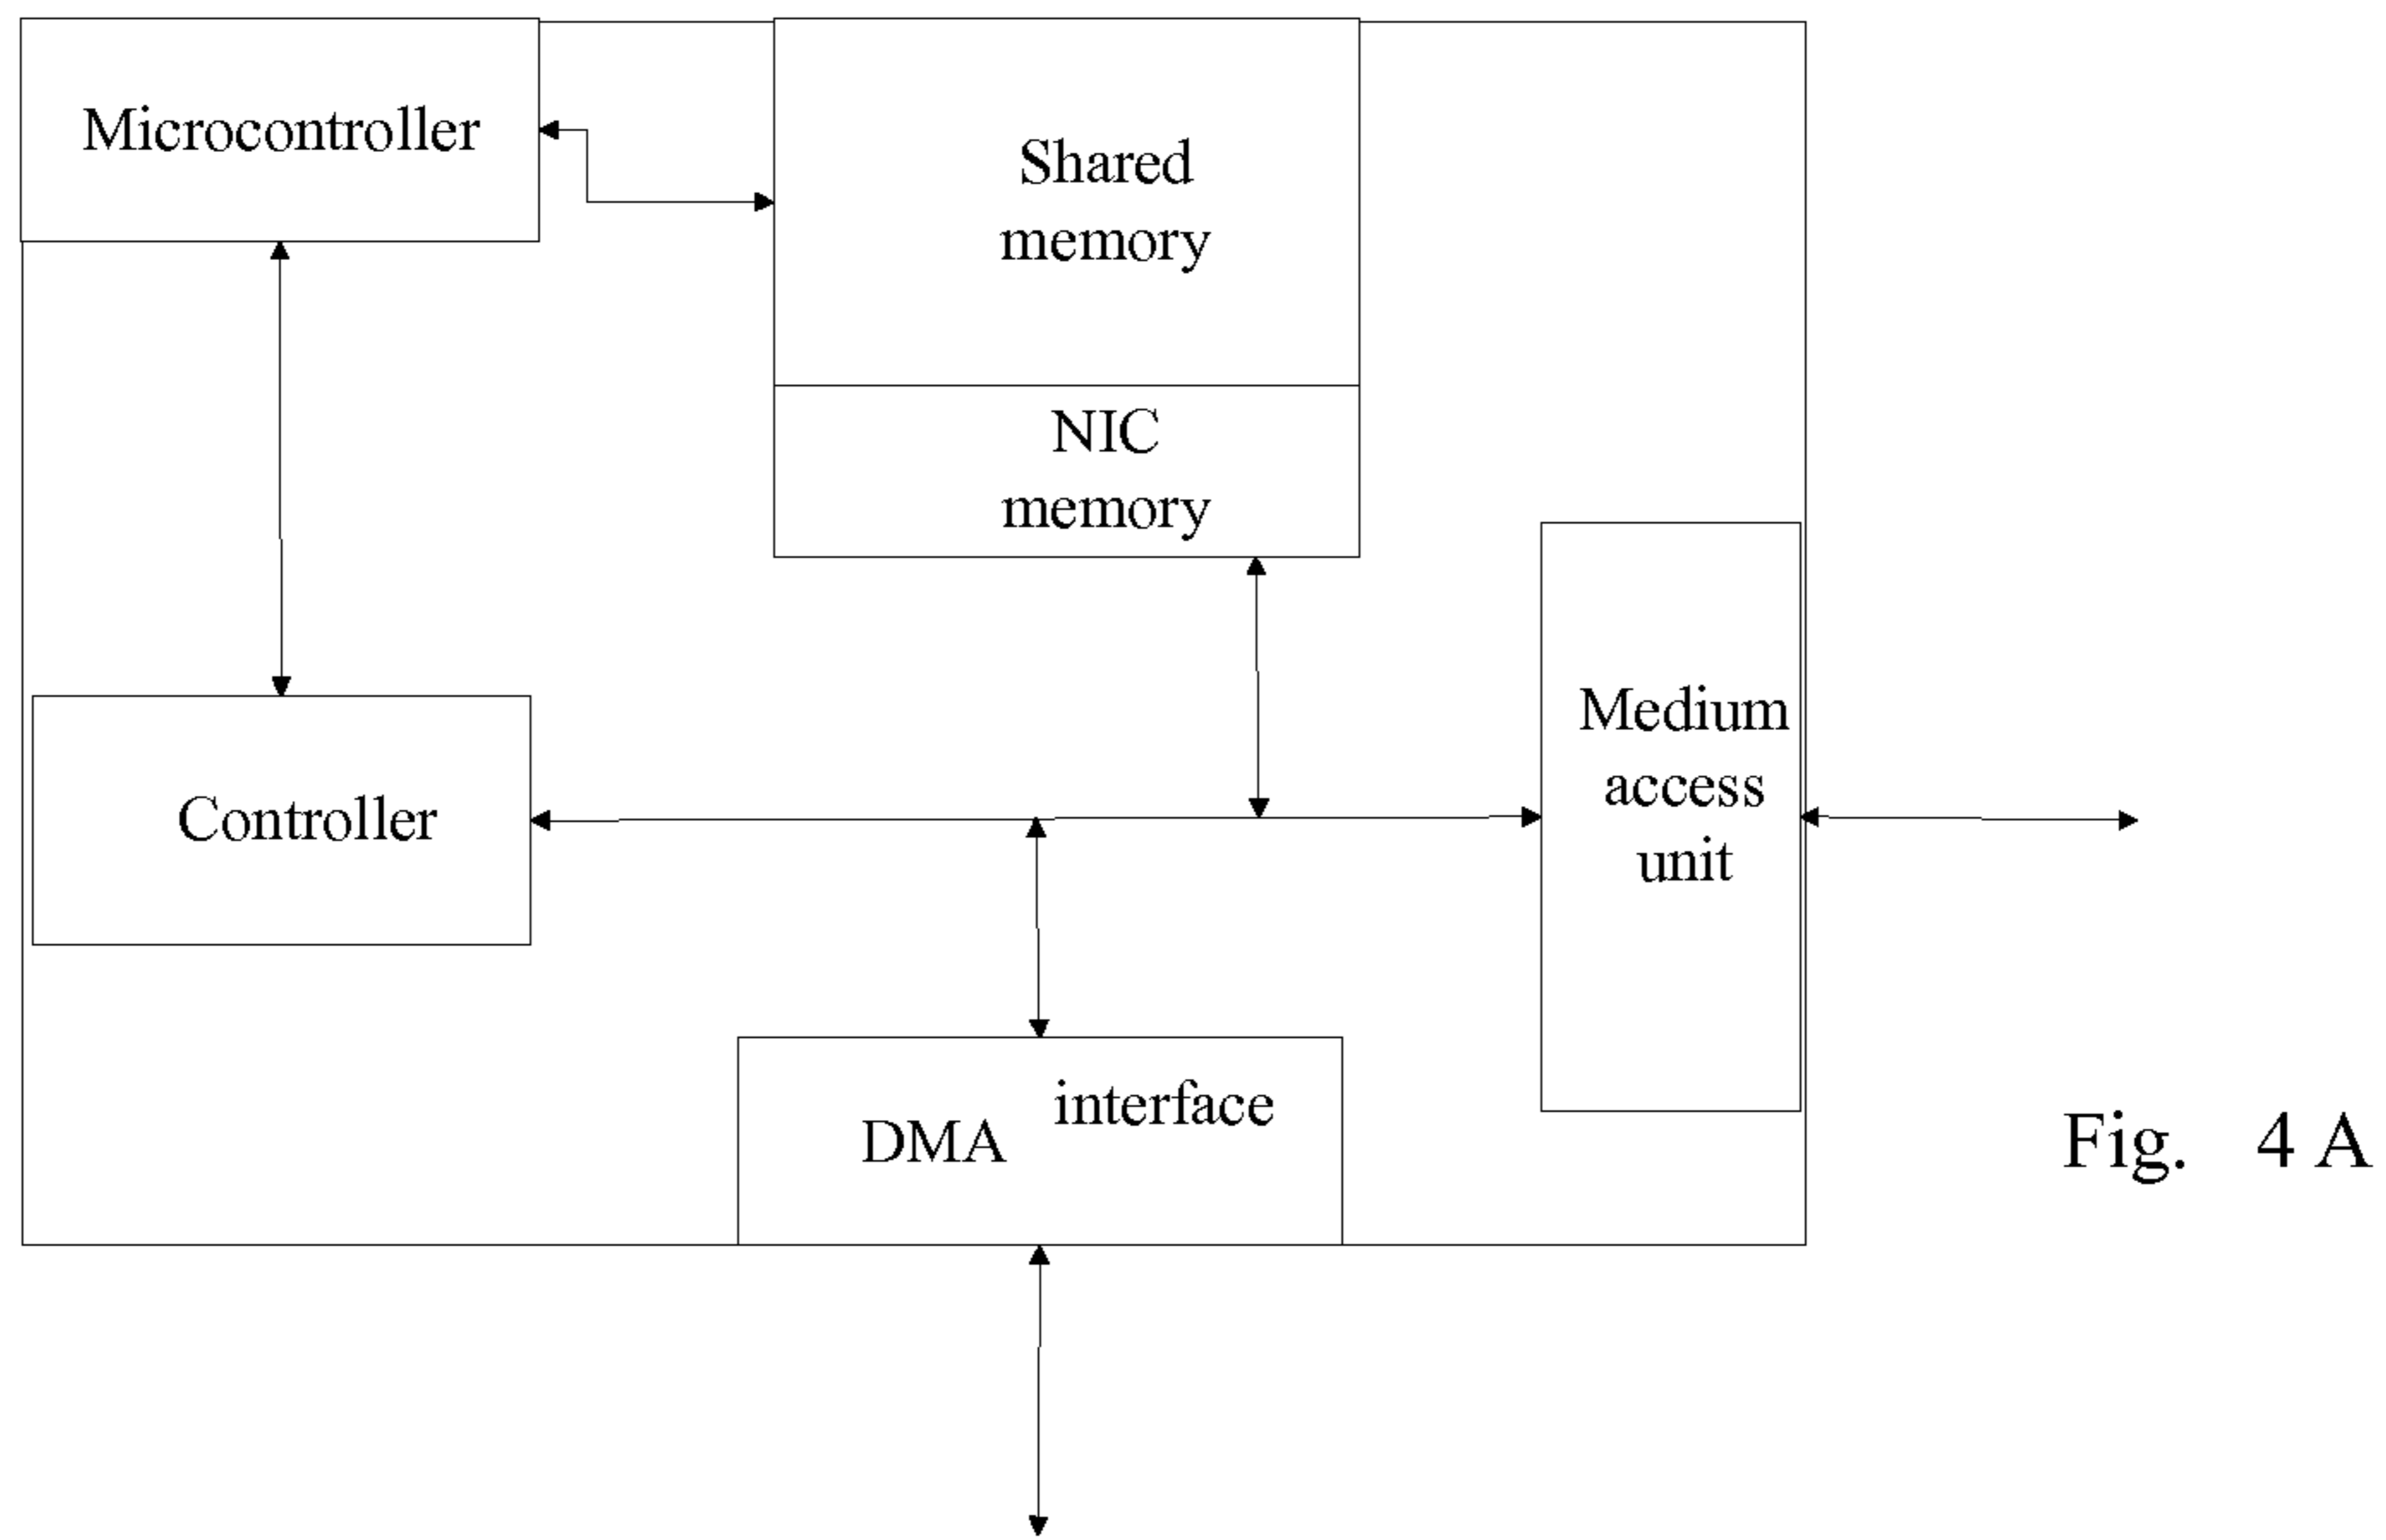 Microcontroller
Shared
memory
NIC
memory
Medium
access
unit
Controller
DMA interface
Fig. 4 A